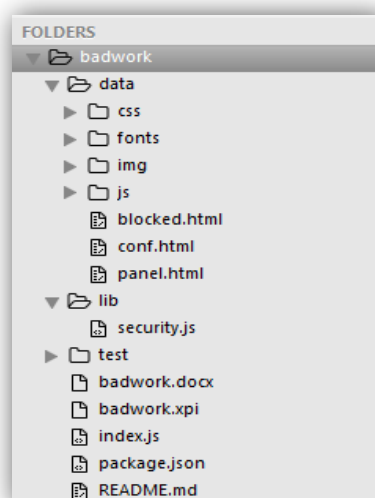 FOLDERS
badwork
data
css
fonts
img
js
blocked.html
conf.html
panel.html
lib
security.js
test
badwork.docx
badwork.xpi
index.js
package.json
README.md